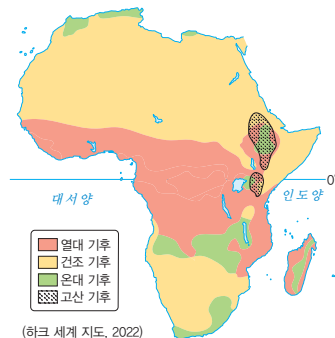 0°
대서양
인도양
열대 기후
건조 기후
온대 기후
고산 기후
(하크 세계 지도, 2022)